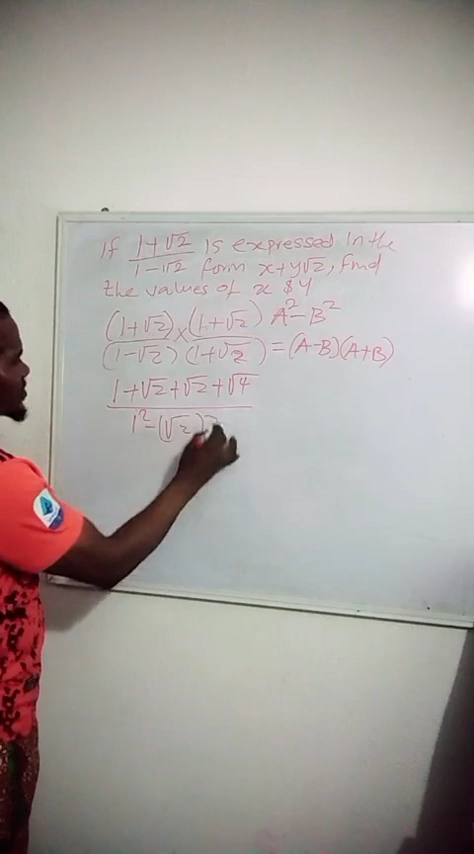 If 1+√2 / 1-√2 is expressed in the
form x+y√2, find
the values of x & y
(1+√2)/(1-√2) × (1+√2)/(1+√2) A²-B² = (A-B)(A+B)
1+√2+√2+√4 / 1²-(√2)2